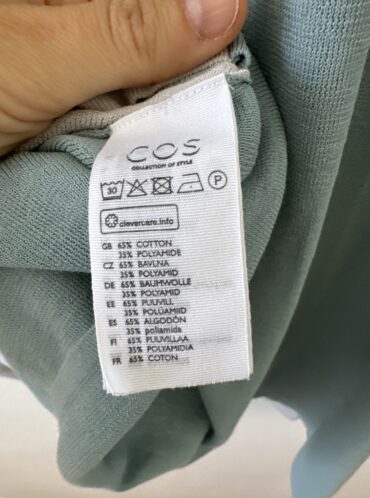 COS
COLLECTION OF STYLE
30 P
clevercare.info
GB 65% COTTON
35% POLYAMIDE
CZ 65% BAVLNA
35% POLYAMID
DE 65% BAUMWOLLE
35% POLYAMID
EE 65% PUUVILL
35% POLÜAMIID
ES 65% ALGODÓN
35% poliamida
FI 65% PUUVILLAA
35% POLYAMIDIA
FR 65% COTON